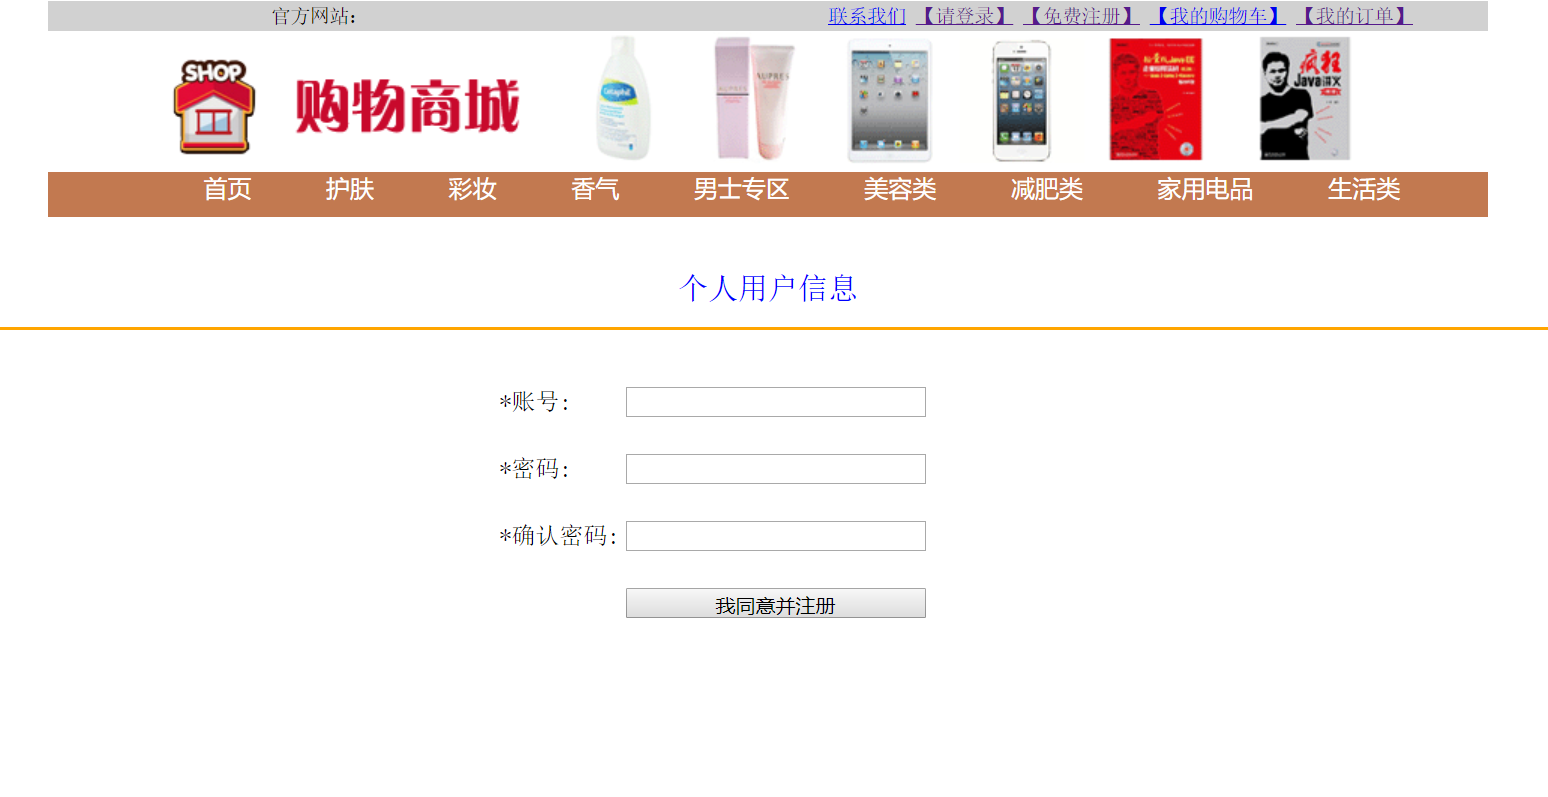 官方网站： 联系我们 【请登录】 【免费注册】 【我的购物车】 【我的订单】
SHOP 购物商城
Cetaphil
AUPRES AUPRES
疯狂
Java讲义
首页 护肤 彩妆 香气 男士专区 美容类 减肥类 家用电品 生活类
个人用户信息
*账号：
*密码：
*确认密码：
我同意并注册